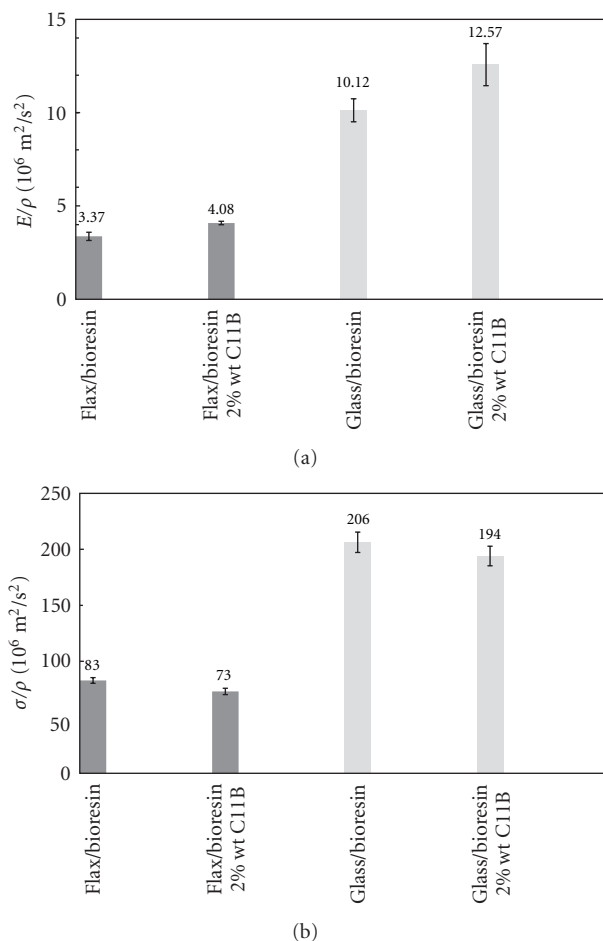 15
10
5
0
E/ρ (10⁶ m²/s²)
3.37
4.08
10.12
12.57
Flax/bioresin
Flax/bioresin
2% wt C11B
Glass/bioresin
Glass/bioresin
2% wt C11B
(a)
250
200
150
100
50
0
σ/ρ (10⁶ m²/s²)
83
73
206
194
Flax/bioresin
Flax/bioresin
2% wt C11B
Glass/bioresin
Glass/bioresin
2% wt C11B
(b)